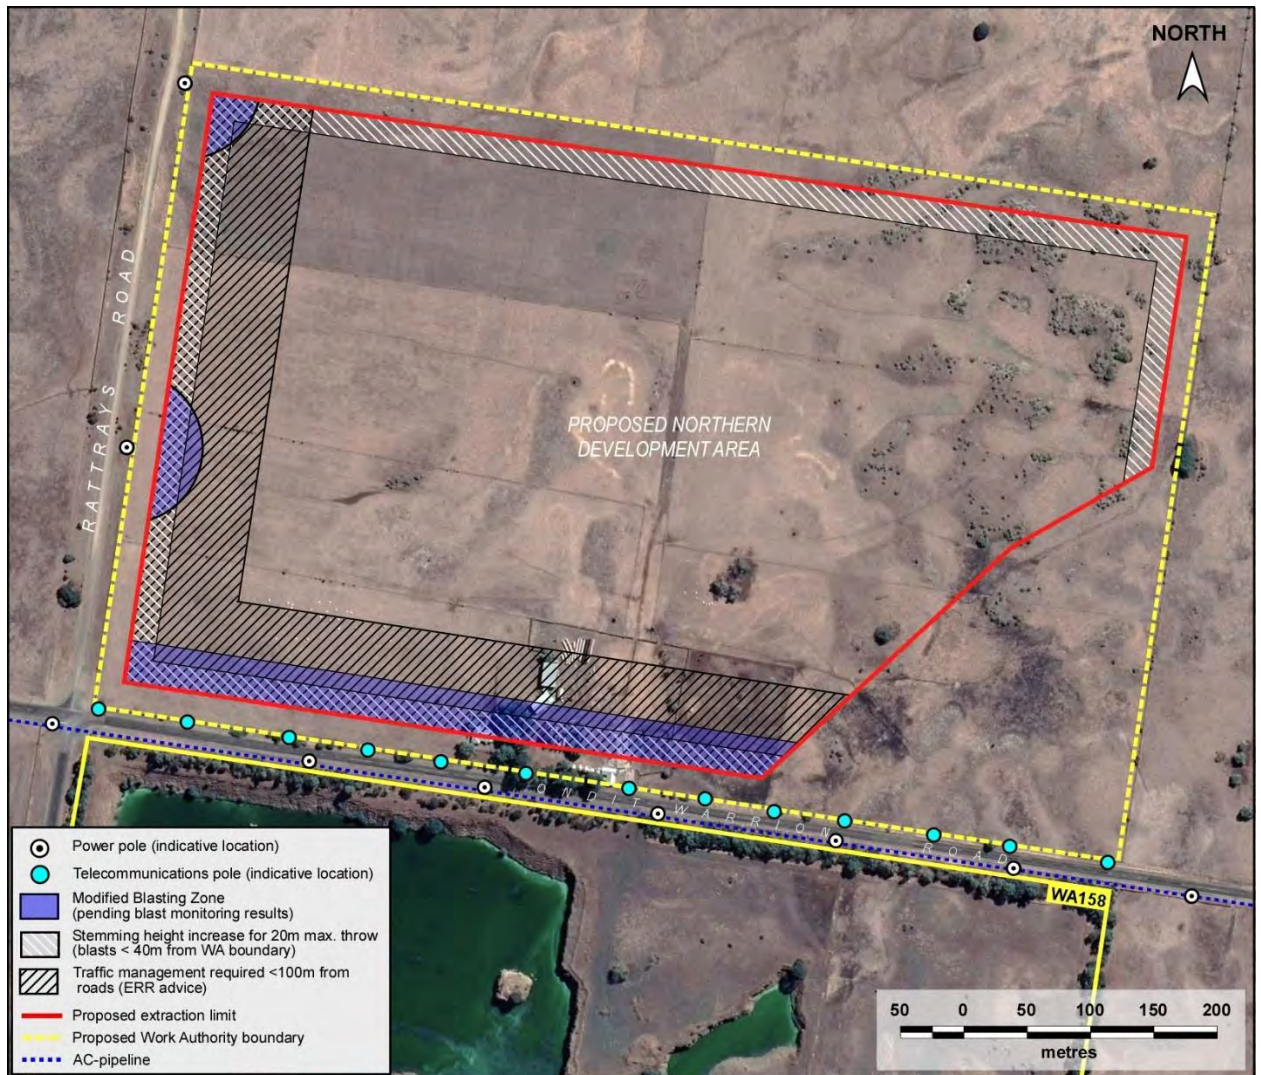 NORTH
RATTRAYS ROAD
PROPOSED NORTHERN
DEVELOPMENT AREA
ONDIT WARRION ROAD
WA158
Power pole (indicative location)
Telecommunications pole (indicative location)
Modified Blasting Zone
(pending blast monitoring results)
Stemming height increase for 20m max. throw
(blasts < 40m from WA boundary)
Traffic management required <100m from
roads (ERR advice)
Proposed extraction limit
Proposed Work Authority boundary
AC-pipeline
50 0 50 100 150 200
metres